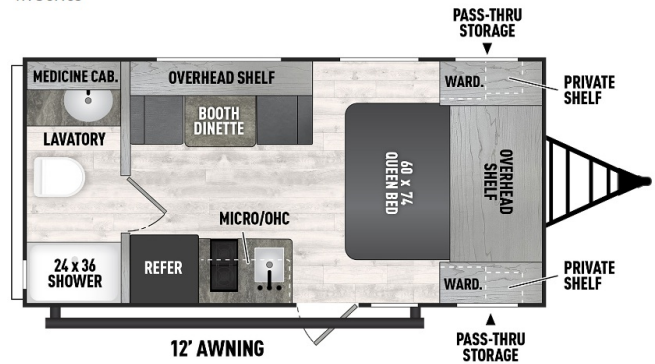 PASS-THRU
STORAGE
MEDICINE CAB.
OVERHEAD SHELF
WARD.
PRIVATE
SHELF
BOOTH
DINETTE
LAVATORY
60 x 74
QUEEN BED
OVERHEAD
SHELF
MICRO/OHC
24 x 36
SHOWER
REFER
WARD.
PRIVATE
SHELF
12' AWNING
PASS-THRU
STORAGE